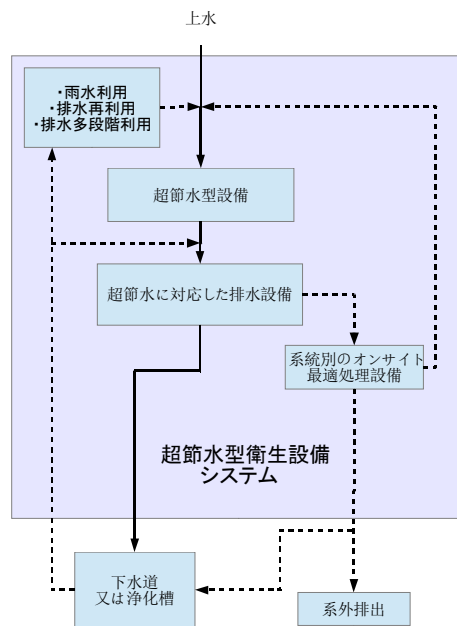 上水
・雨水利用
・排水再利用
・排水多段階利用
超節水型設備
超節水に対応した排水設備
系統別のオンサイト
最適処理設備
超節水型衛生設備
システム
下水道
又は浄化槽
系外排出